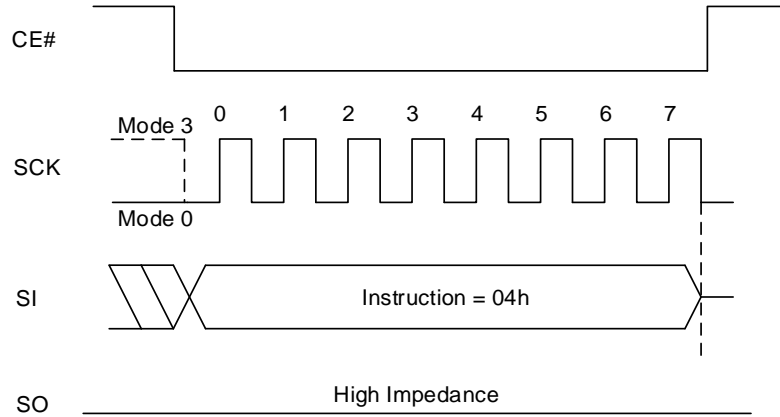 CE#
0 1 2 3 4 5 6 7
Mode 3
SCK
Mode 0
SI
Instruction = 04h
High Impedance
SO